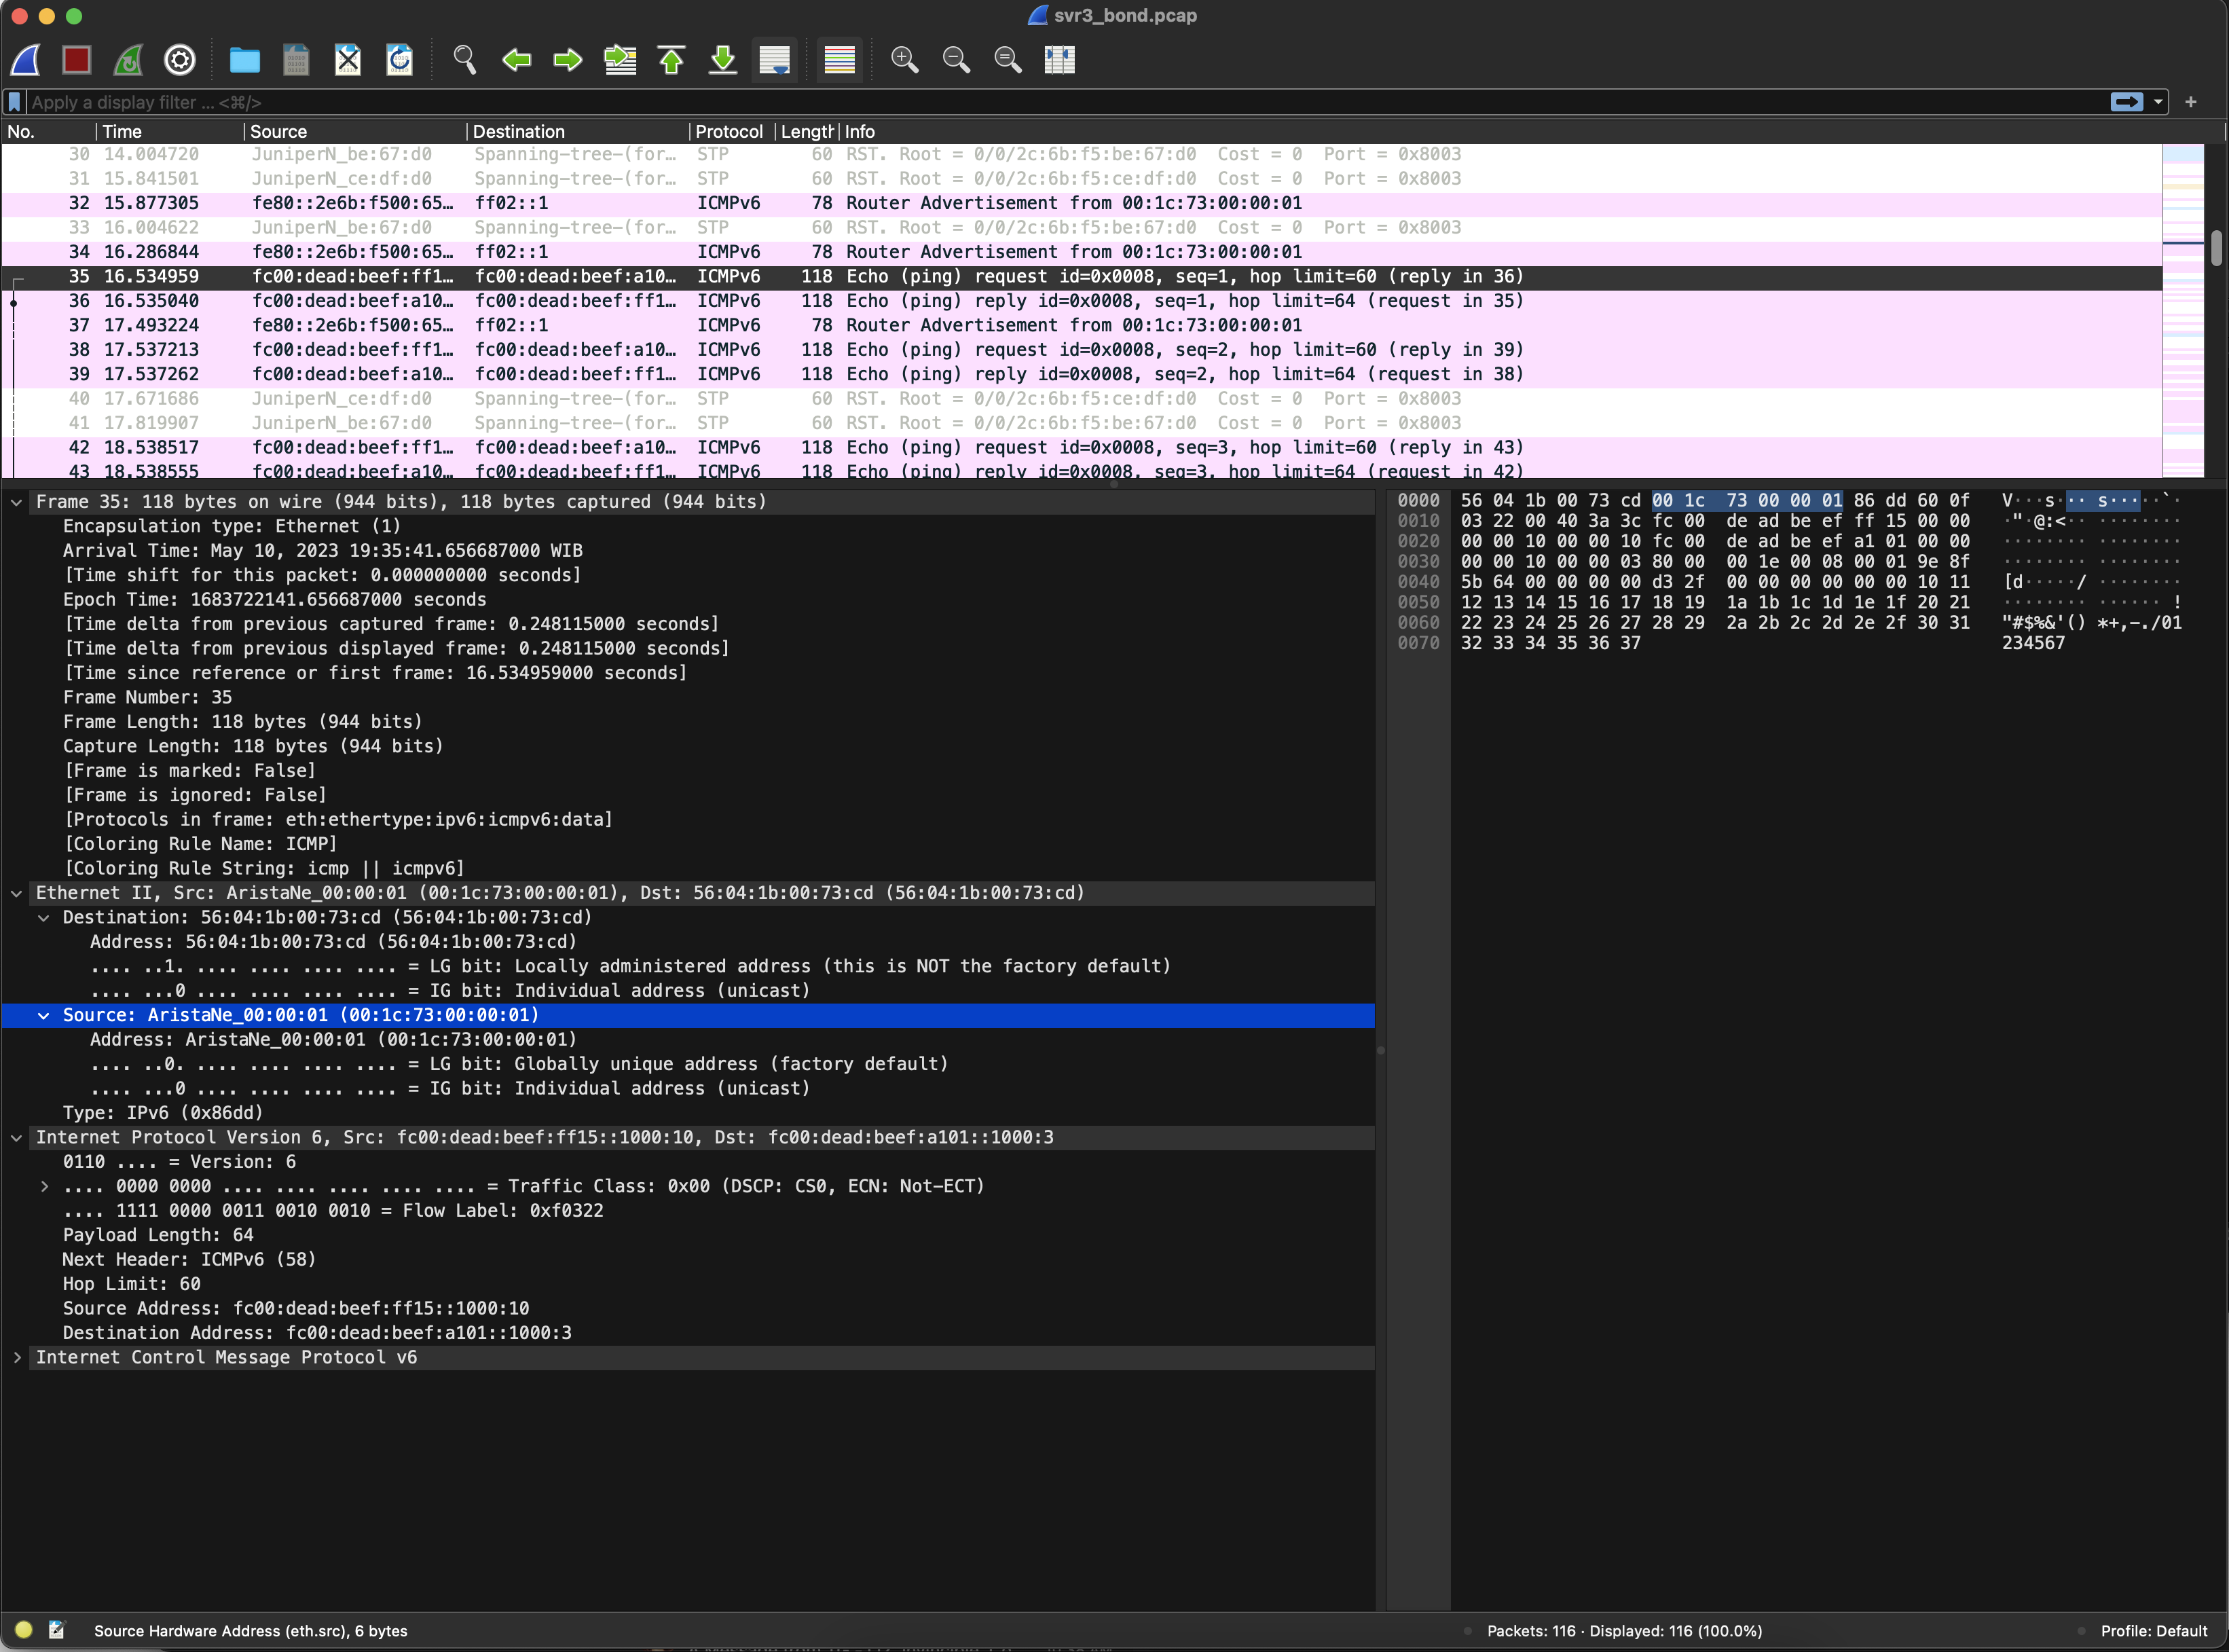 svr3_bond.pcap
Apply a display filter ... <⌘/>
No. Time Source Destination Protocol Length Info
30 14.004720 JuniperN_be:67:d0 Spanning-tree-(for… STP 60 RST. Root = 0/0/2c:6b:f5:be:67:d0 Cost = 0 Port = 0x8003
31 15.841501 JuniperN_ce:df:d0 Spanning-tree-(for… STP 60 RST. Root = 0/0/2c:6b:f5:ce:df:d0 Cost = 0 Port = 0x8003
32 15.877305 fe80::2e6b:f500:65… ff02::1 ICMPv6 78 Router Advertisement from 00:1c:73:00:00:01
33 16.004622 JuniperN_be:67:d0 Spanning-tree-(for… STP 60 RST. Root = 0/0/2c:6b:f5:be:67:d0 Cost = 0 Port = 0x8003
34 16.286844 fe80::2e6b:f500:65… ff02::1 ICMPv6 78 Router Advertisement from 00:1c:73:00:00:01
35 16.534959 fc00:dead:beef:ff1… fc00:dead:beef:a10… ICMPv6 118 Echo (ping) request id=0x0008, seq=1, hop limit=60 (reply in 36)
36 16.535040 fc00:dead:beef:a10… fc00:dead:beef:ff1… ICMPv6 118 Echo (ping) reply id=0x0008, seq=1, hop limit=64 (request in 35)
37 17.493224 fe80::2e6b:f500:65… ff02::1 ICMPv6 78 Router Advertisement from 00:1c:73:00:00:01
38 17.537213 fc00:dead:beef:ff1… fc00:dead:beef:a10… ICMPv6 118 Echo (ping) request id=0x0008, seq=2, hop limit=60 (reply in 39)
39 17.537262 fc00:dead:beef:a10… fc00:dead:beef:ff1… ICMPv6 118 Echo (ping) reply id=0x0008, seq=2, hop limit=64 (request in 38)
40 17.671686 JuniperN_ce:df:d0 Spanning-tree-(for… STP 60 RST. Root = 0/0/2c:6b:f5:ce:df:d0 Cost = 0 Port = 0x8003
41 17.819907 JuniperN_be:67:d0 Spanning-tree-(for… STP 60 RST. Root = 0/0/2c:6b:f5:be:67:d0 Cost = 0 Port = 0x8003
42 18.538517 fc00:dead:beef:ff1… fc00:dead:beef:a10… ICMPv6 118 Echo (ping) request id=0x0008, seq=3, hop limit=60 (reply in 43)
43 18.538555 fc00:dead:beef:a10… fc00:dead:beef:ff1… ICMPv6 118 Echo (ping) reply id=0x0008, seq=3, hop limit=64 (request in 42)
Frame 35: 118 bytes on wire (944 bits), 118 bytes captured (944 bits)
Encapsulation type: Ethernet (1)
Arrival Time: May 10, 2023 19:35:41.656687000 WIB
[Time shift for this packet: 0.000000000 seconds]
Epoch Time: 1683722141.656687000 seconds
[Time delta from previous captured frame: 0.248115000 seconds]
[Time delta from previous displayed frame: 0.248115000 seconds]
[Time since reference or first frame: 16.534959000 seconds]
Frame Number: 35
Frame Length: 118 bytes (944 bits)
Capture Length: 118 bytes (944 bits)
[Frame is marked: False]
[Frame is ignored: False]
[Protocols in frame: eth:ethertype:ipv6:icmpv6:data]
[Coloring Rule Name: ICMP]
[Coloring Rule String: icmp || icmpv6]
Ethernet II, Src: AristaNe_00:00:01 (00:1c:73:00:00:01), Dst: 56:04:1b:00:73:cd (56:04:1b:00:73:cd)
Destination: 56:04:1b:00:73:cd (56:04:1b:00:73:cd)
Address: 56:04:1b:00:73:cd (56:04:1b:00:73:cd)
.... ..1. .... .... .... .... = LG bit: Locally administered address (this is NOT the factory default)
.... ...0 .... .... .... .... = IG bit: Individual address (unicast)
Source: AristaNe_00:00:01 (00:1c:73:00:00:01)
Address: AristaNe_00:00:01 (00:1c:73:00:00:01)
.... ..0. .... .... .... .... = LG bit: Globally unique address (factory default)
.... ...0 .... .... .... .... = IG bit: Individual address (unicast)
Type: IPv6 (0x86dd)
Internet Protocol Version 6, Src: fc00:dead:beef:ff15::1000:10, Dst: fc00:dead:beef:a101::1000:3
0110 .... = Version: 6
.... 0000 0000 .... .... .... .... .... = Traffic Class: 0x00 (DSCP: CS0, ECN: Not-ECT)
.... 1111 0000 0011 0010 0010 = Flow Label: 0xf0322
Payload Length: 64
Next Header: ICMPv6 (58)
Hop Limit: 60
Source Address: fc00:dead:beef:ff15::1000:10
Destination Address: fc00:dead:beef:a101::1000:3
Internet Control Message Protocol v6
0000 56 04 1b 00 73 cd 00 1c 73 00 00 01 86 dd 60 0f V···s·· s·····`·
0010 03 22 00 40 3a 3c fc 00 de ad be ef ff 15 00 00 ·"·@:<·· ········
0020 00 00 10 00 00 10 fc 00 de ad be ef a1 01 00 00 ········ ········
0030 00 00 10 00 00 03 80 00 00 1e 00 08 00 01 9e 8f ········ ········
0040 5b 64 00 00 00 00 d3 2f 00 00 00 00 00 00 10 11 [d·····/ ········
0050 12 13 14 15 16 17 18 19 1a 1b 1c 1d 1e 1f 20 21 ········ ······ !
0060 22 23 24 25 26 27 28 29 2a 2b 2c 2d 2e 2f 30 31 "#$%&'() *+,-./01
0070 32 33 34 35 36 37 234567
Source Hardware Address (eth.src), 6 bytes
Packets: 116 · Displayed: 116 (100.0%)
Profile: Default